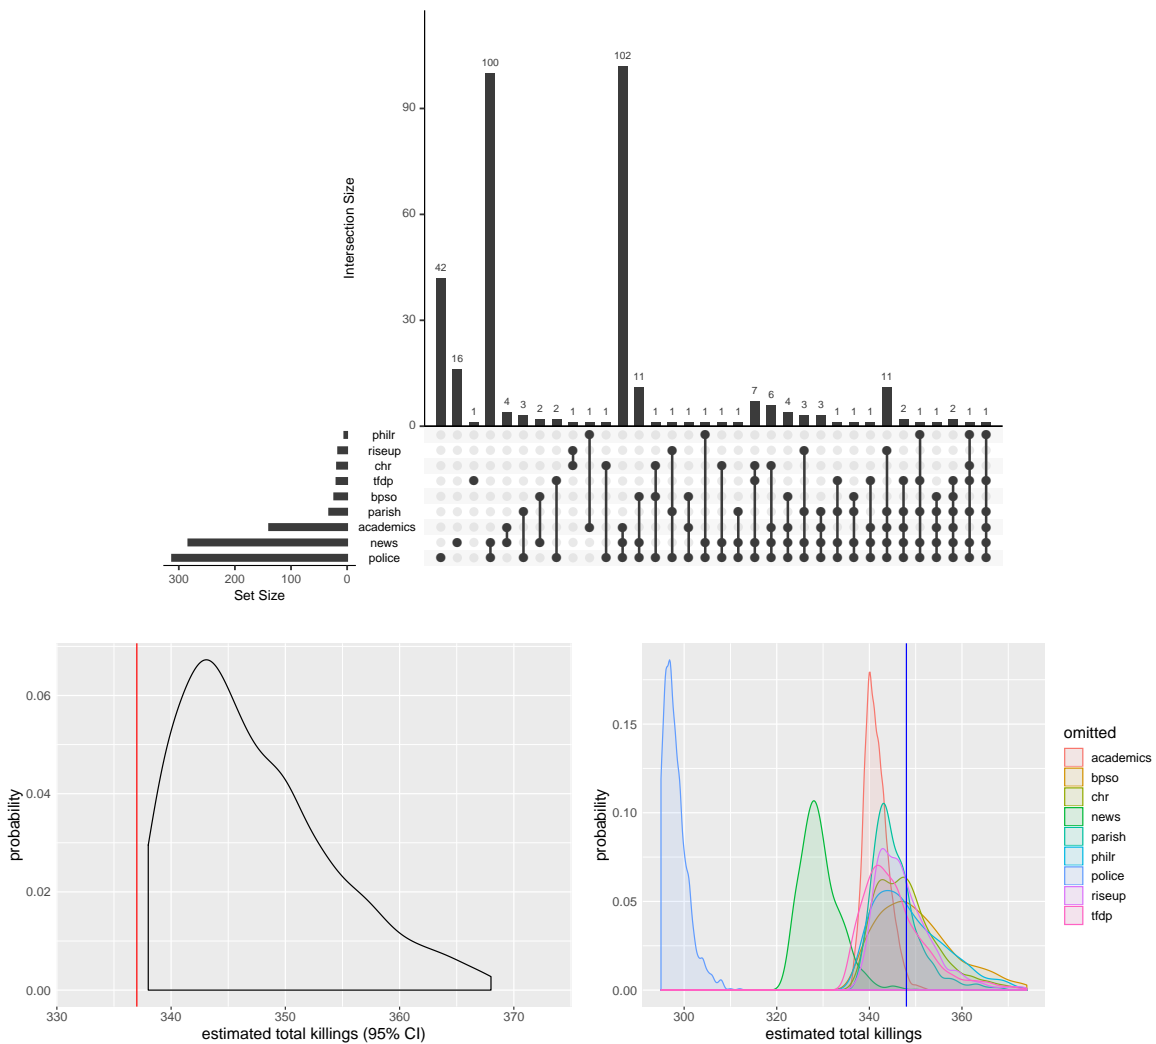 102
100
90
60
42
30
16
1
4
3
2
2
1
1
1
11
1
1
1
1
1
1
7
6
4
3
3
1
1
1
11
2
1
1
2
1
1
0
Intersection Size
philr
riseup
chr
tfdp
bpso
parish
academics
news
police
300 200 100 0
Set Size
0.06
0.04
0.02
0.00
probability
330 340 350 360 370
estimated total killings (95% CI)
0.15
0.10
0.05
0.00
probability
300 320 340 360
estimated total killings
omitted
academics
bpso
chr
news
parish
philr
police
riseup
tfdp